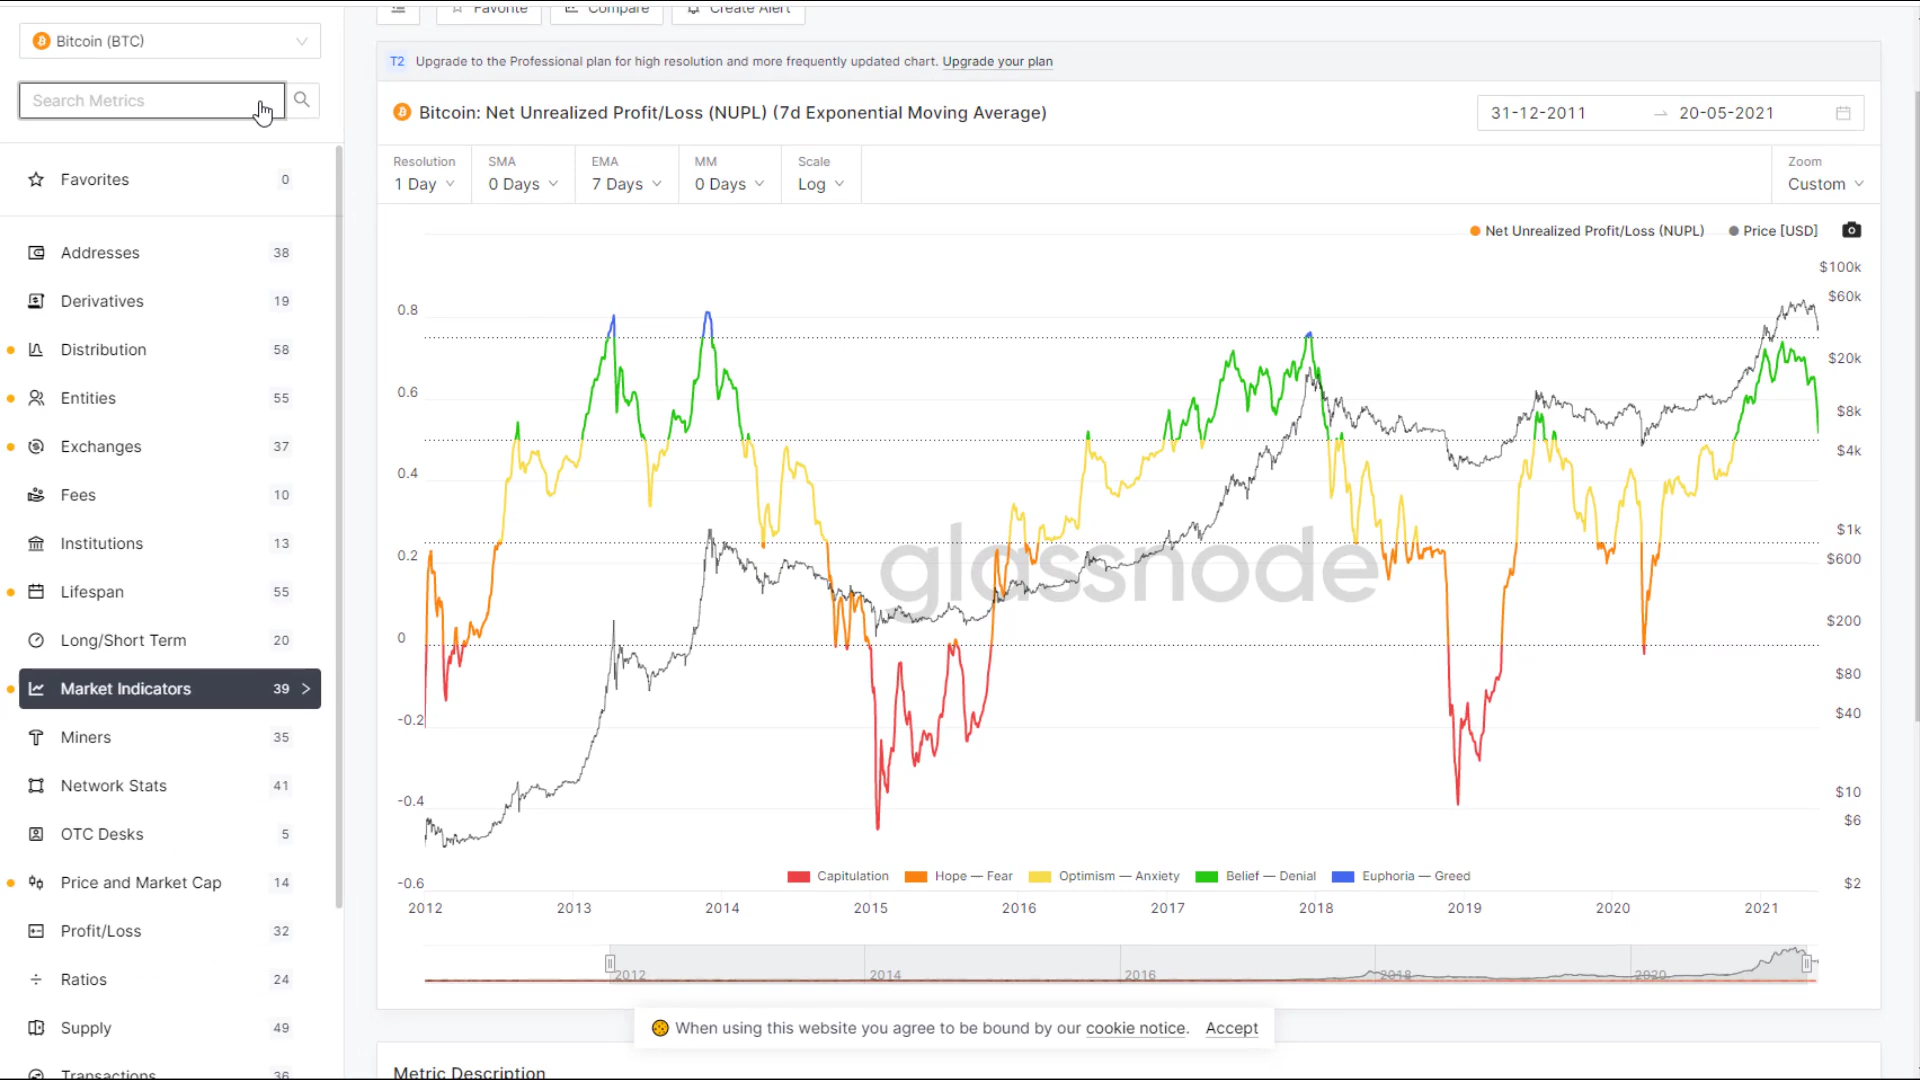 Favorite Compare Create Alert
Bitcoin (BTC)
Search Metrics
Favorites 0
Addresses 38
Derivatives 19
Distribution 58
Entities 55
Exchanges 37
Fees 10
Institutions 13
Lifespan 55
Long/Short Term 20
Market Indicators 39
Miners 35
Network Stats 41
OTC Desks 5
Price and Market Cap 14
Profit/Loss 32
Ratios 24
Supply 49
Transactions 36
T2 Upgrade to the Professional plan for high resolution and more frequently updated chart. Upgrade your plan
Bitcoin: Net Unrealized Profit/Loss (NUPL) (7d Exponential Moving Average)
31-12-2011 → 20-05-2021
Resolution SMA EMA MM Scale Zoom
1 Day 0 Days 7 Days 0 Days Log Custom
Net Unrealized Profit/Loss (NUPL) Price [USD]
0.8
0.6
0.4
0.2
0
-0.2
-0.4
-0.6
$100k
$60k
$20k
$8k
$4k
$1k
$600
$200
$80
$40
$10
$6
$2
glassnode
Capitulation Hope — Fear Optimism — Anxiety Belief — Denial Euphoria — Greed
2012 2013 2014 2015 2016 2017 2018 2019 2020 2021
2012 2014 2016 2018 2020
When using this website you agree to be bound by our cookie notice. Accept
Metric Description